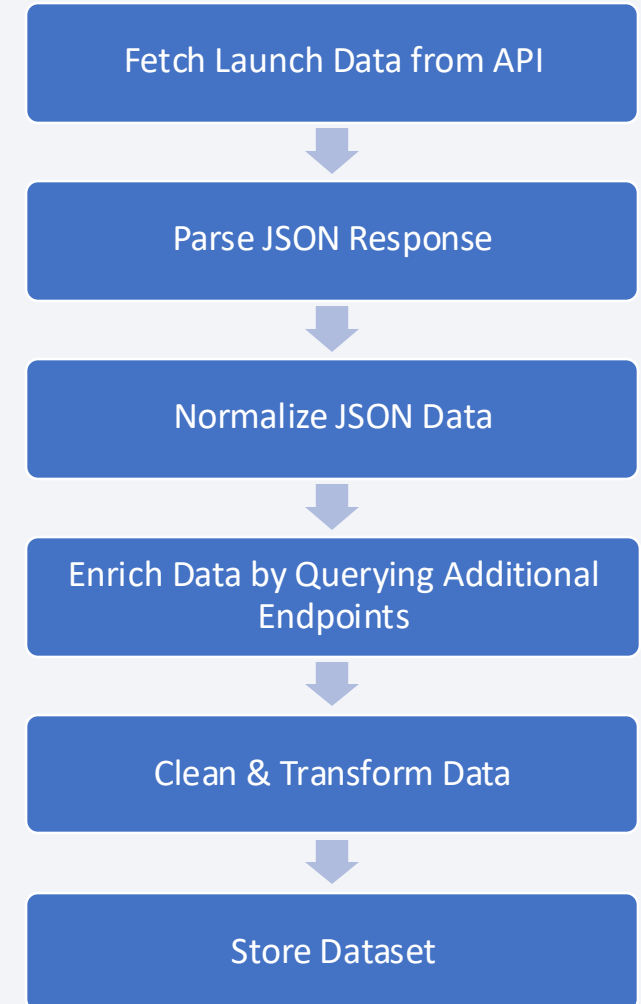 Fetch Launch Data from API
Parse JSON Response
Normalize JSON Data
Enrich Data by Querying Additional
Endpoints
Clean & Transform Data
Store Dataset